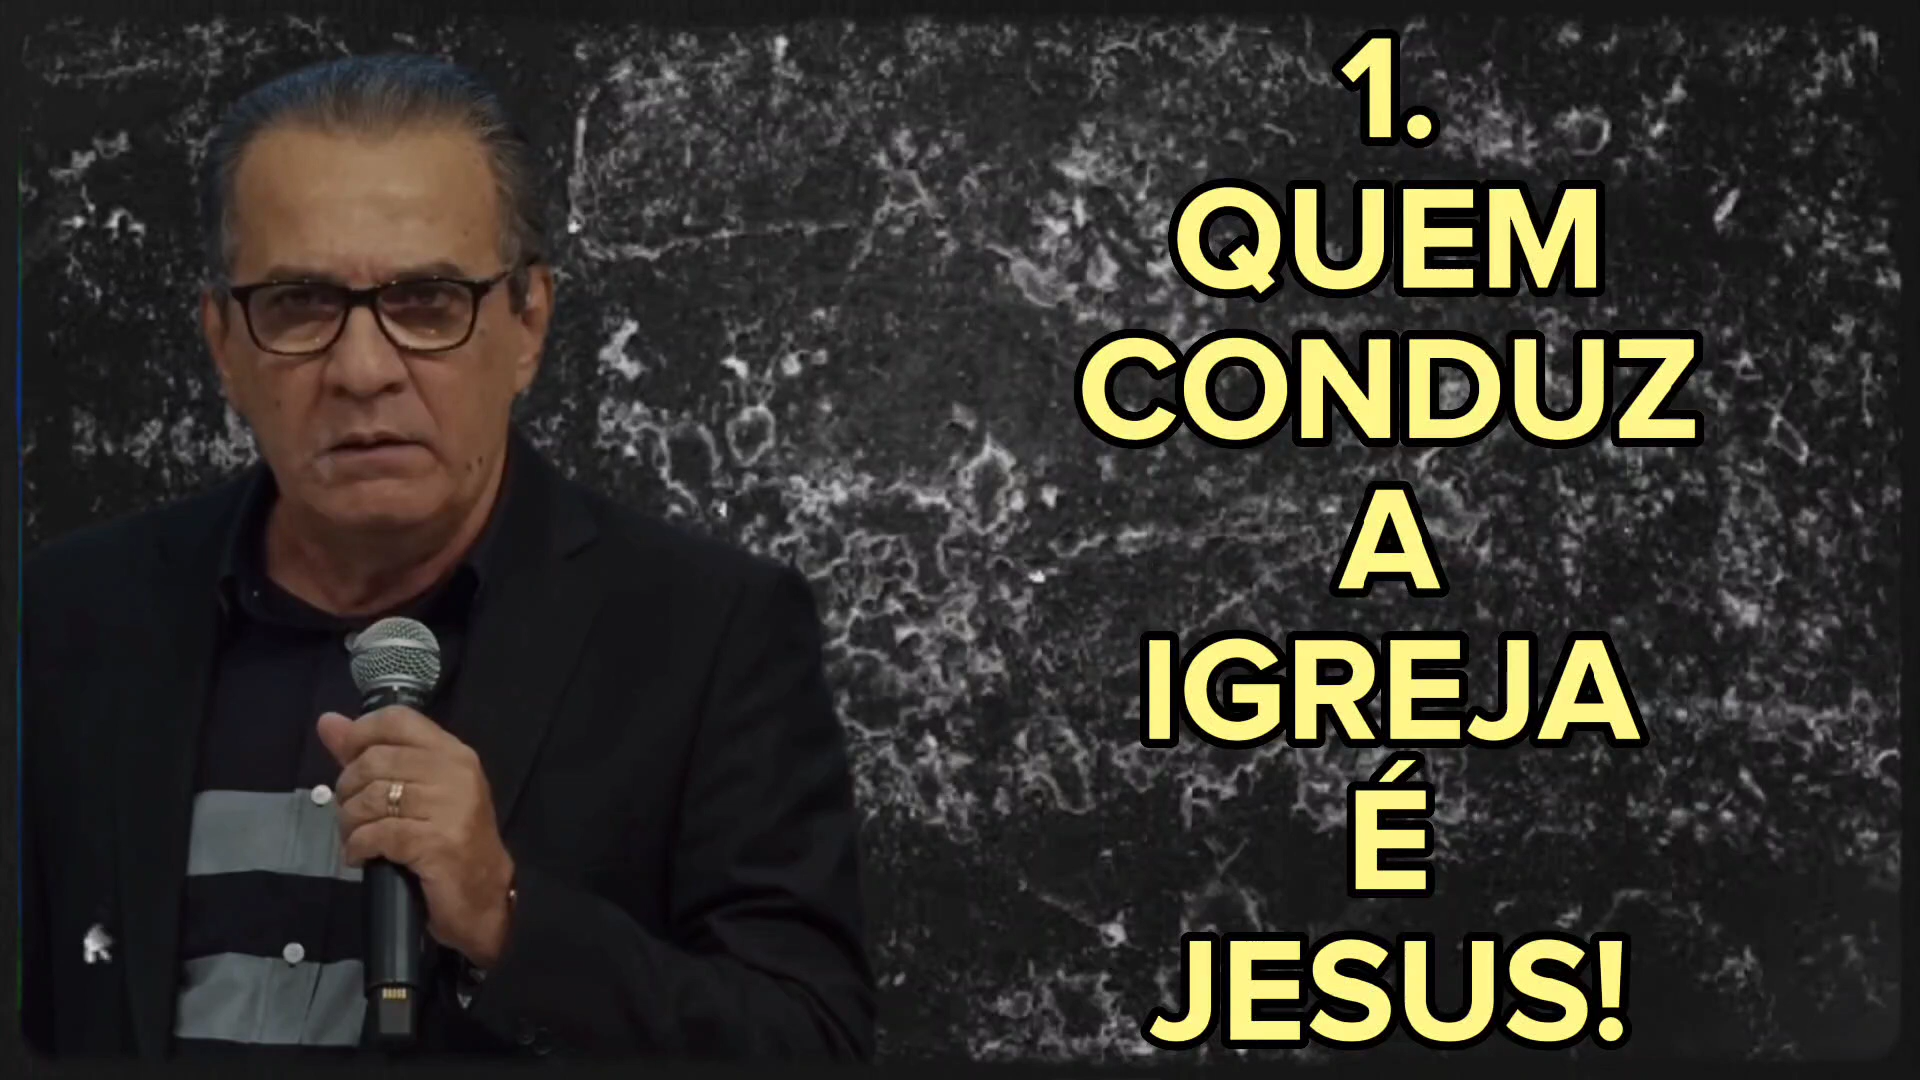 1.
QUEM
CONDUZ
A
IGREJA
É
JESUS!